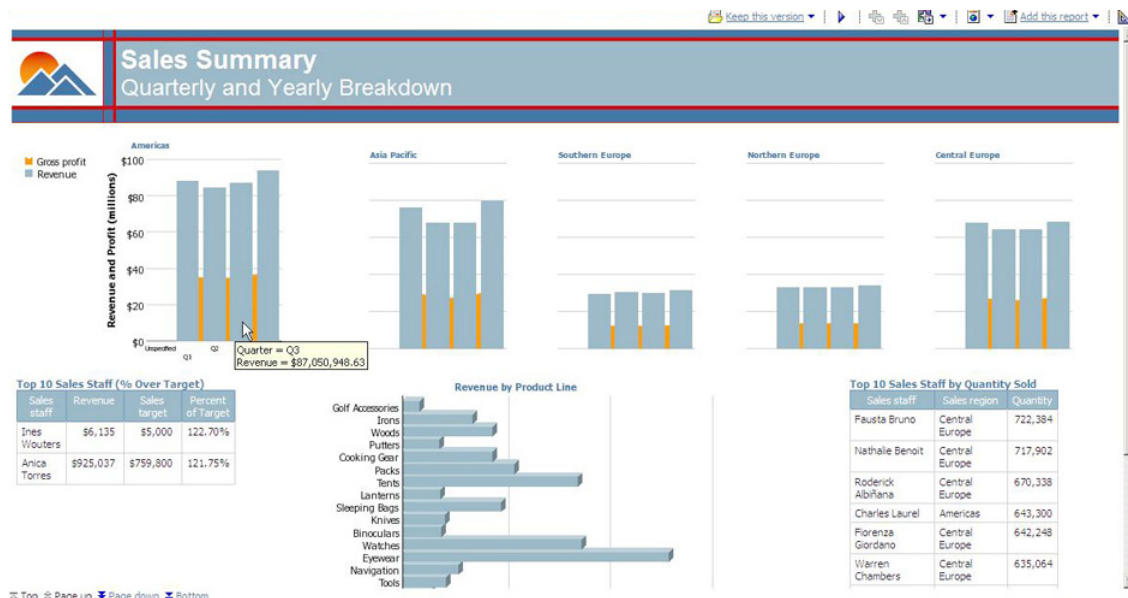 Keep this version
Add this report
Sales Summary
Quarterly and Yearly Breakdown
Gross profit
Revenue
Revenue and Profit (millions)
Americas
$100
$80
$60
$40
$20
$0
Unspecified
Q1
Q2
Quarter = Q3
Revenue = $87,050,948.63
Asia Pacific
Southern Europe
Northern Europe
Central Europe
Top 10 Sales Staff (% Over Target)
Sales staff Revenue Sales target Percent of Target
Ines Wouters $6,135 $5,000 122.70%
Anica Torres $925,037 $759,800 121.75%
Revenue by Product Line
Golf Accessories
Irons
Woods
Putters
Cooking Gear
Packs
Tents
Lanterns
Sleeping Bags
Knives
Binoculars
Watches
Eyewear
Navigation
Tools
Top 10 Sales Staff by Quantity Sold
Sales staff Sales region Quantity
Fausta Bruno Central Europe 722,384
Nathalie Benoit Central Europe 717,902
Roderick Albiñana Central Europe 670,338
Charles Laurel Americas 643,300
Fiorenza Giordano Central Europe 642,248
Warren Chambers Central Europe 635,064
Top Page up Page down Bottom